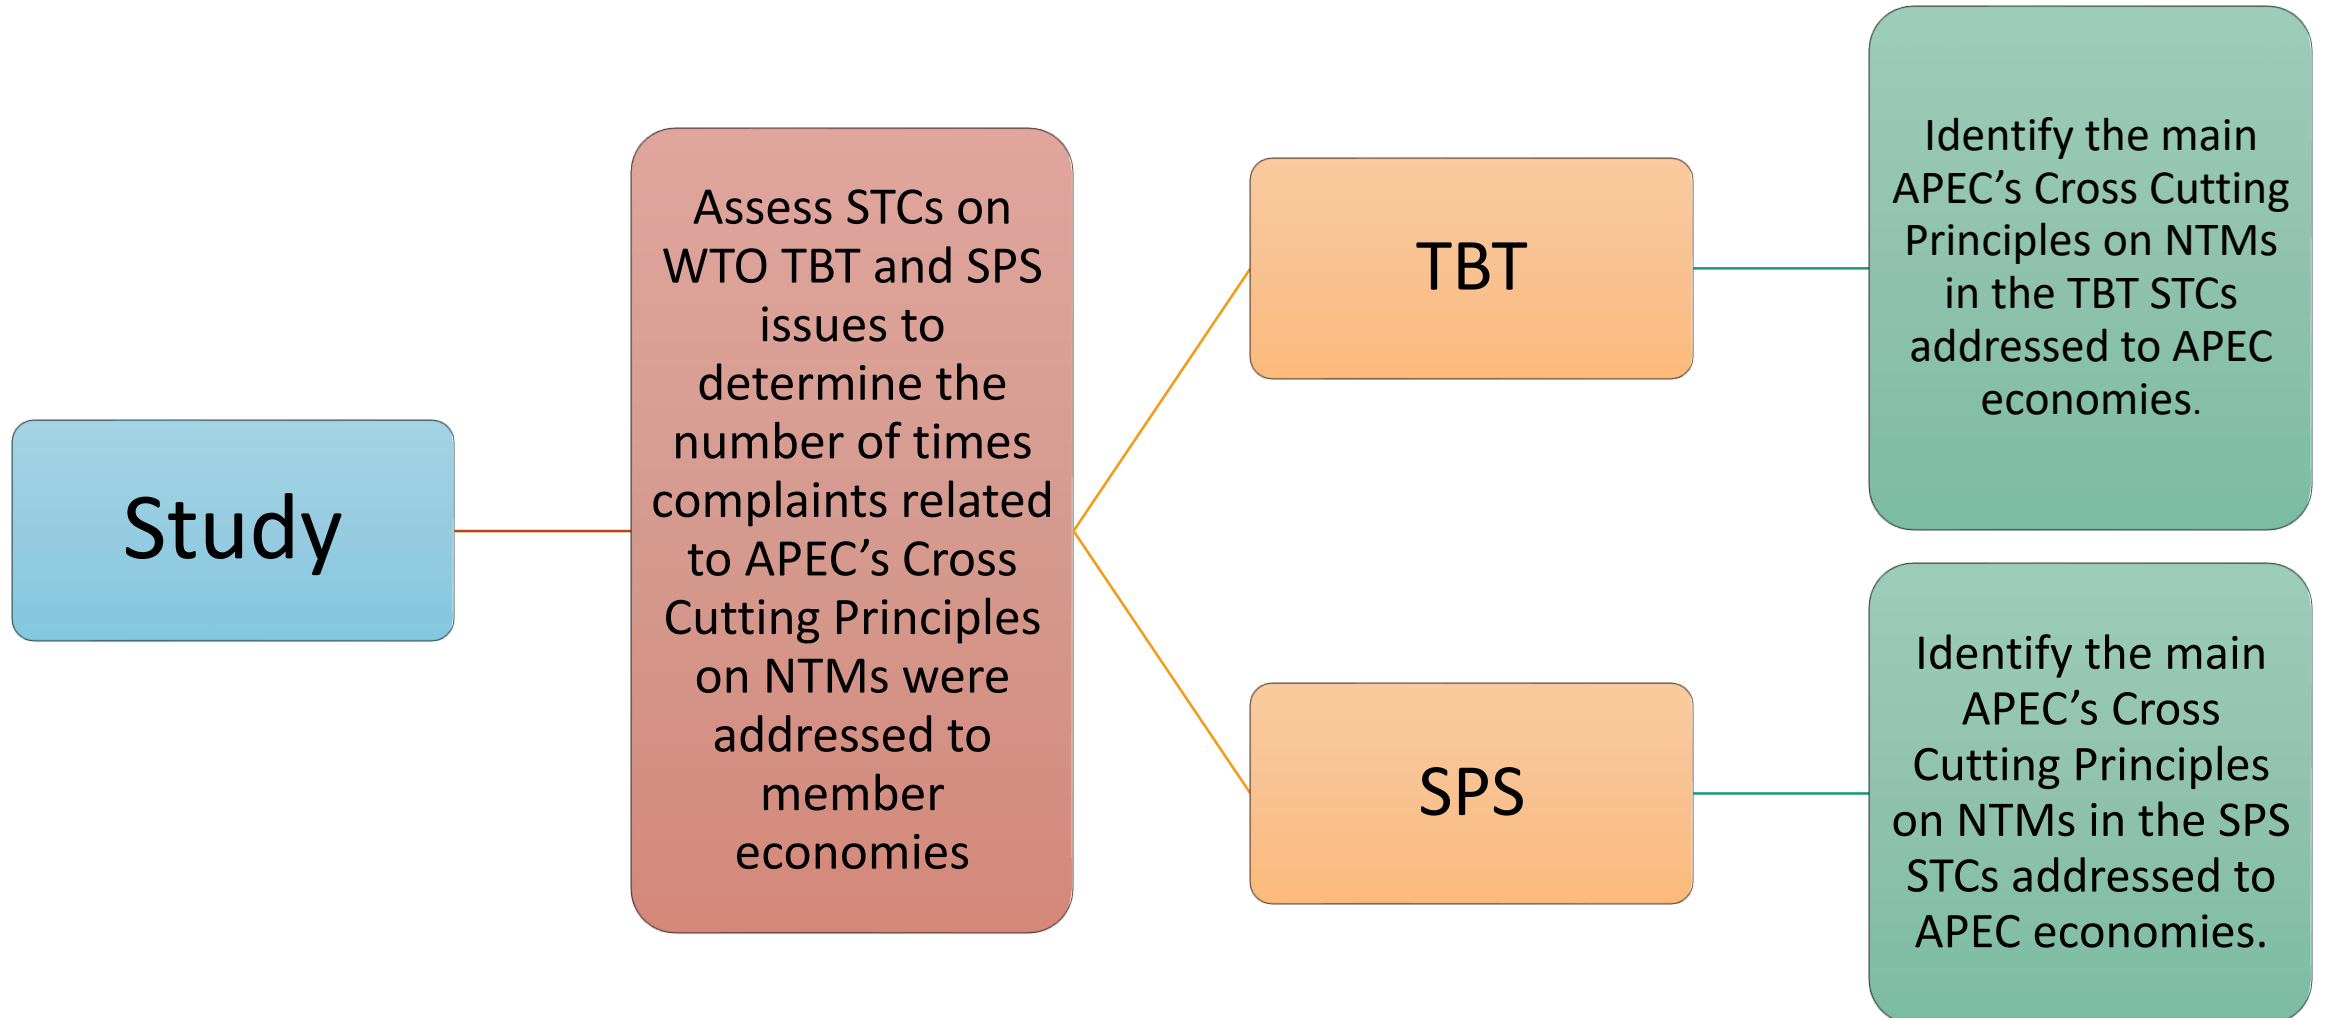 Study
Assess STCs on
WTO TBT and SPS
issues to
determine the
number of times
complaints related
to APEC’s Cross
Cutting Principles
on NTMs were
addressed to
member
economies
TBT
Identify the main
APEC’s Cross Cutting
Principles on NTMs
in the TBT STCs
addressed to APEC
economies.
SPS
Identify the main
APEC’s Cross
Cutting Principles
on NTMs in the SPS
STCs addressed to
APEC economies.